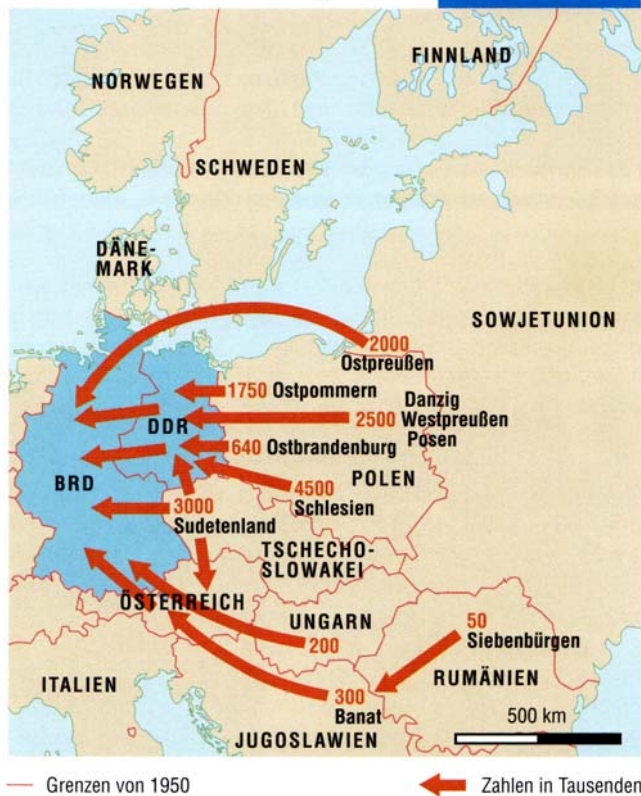 FINNLAND
NORWEGEN
SCHWEDEN
DÄNE-
MARK
SOWJETUNION
2000
Ostpreußen
1750 Ostpommern
Danzig
2500 Westpreußen
Posen
DDR
640 Ostbrandenburg
4500
Schlesien
POLEN
BRD
3000
Sudetenland
TSCHECHO-
SLOWAKEI
ÖSTERREICH
UNGARN
200
50
Siebenbürgen
RUMÄNIEN
ITALIEN
300
Banat
JUGOSLAWIEN
500 km
Grenzen von 1950
Zahlen in Tausenden